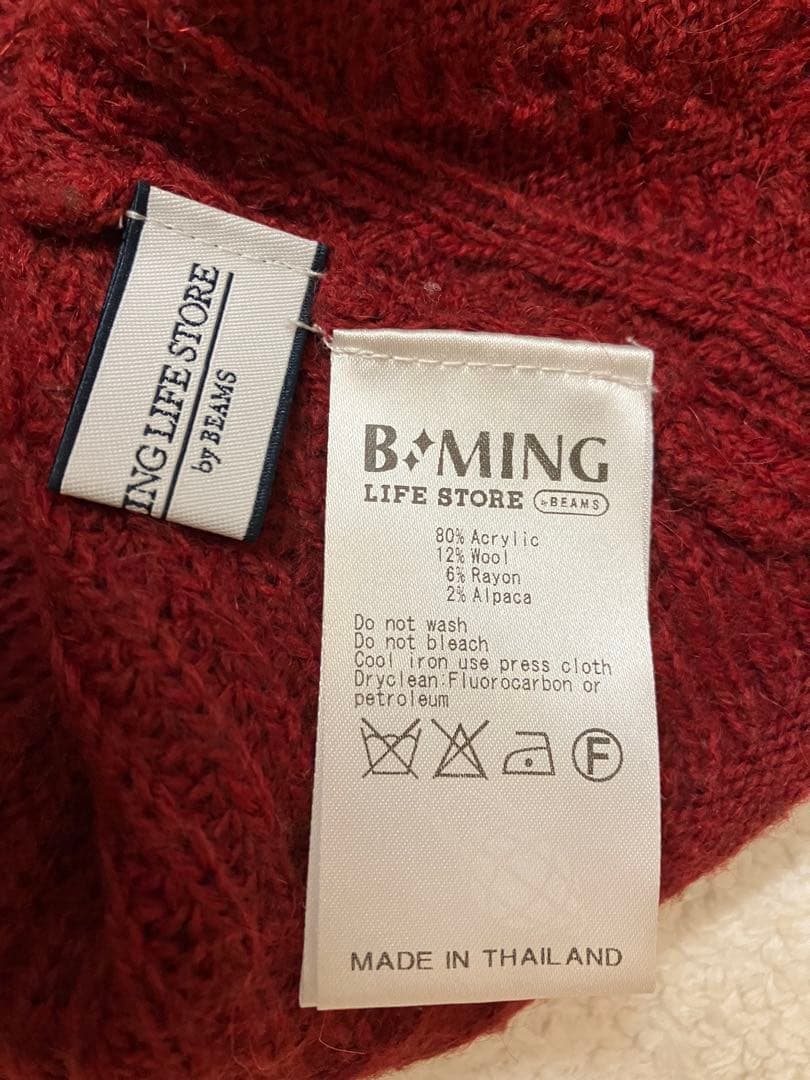 ING LIFE STORE
by BEAMS
B MING
LIFE STORE by BEAMS
80% Acrylic
12% Wool
6% Rayon
2% Alpaca
Do not wash
Do not bleach
Cool iron use press cloth
Dryclean:Fluorocarbon or
petroleum
F
MADE IN THAILAND